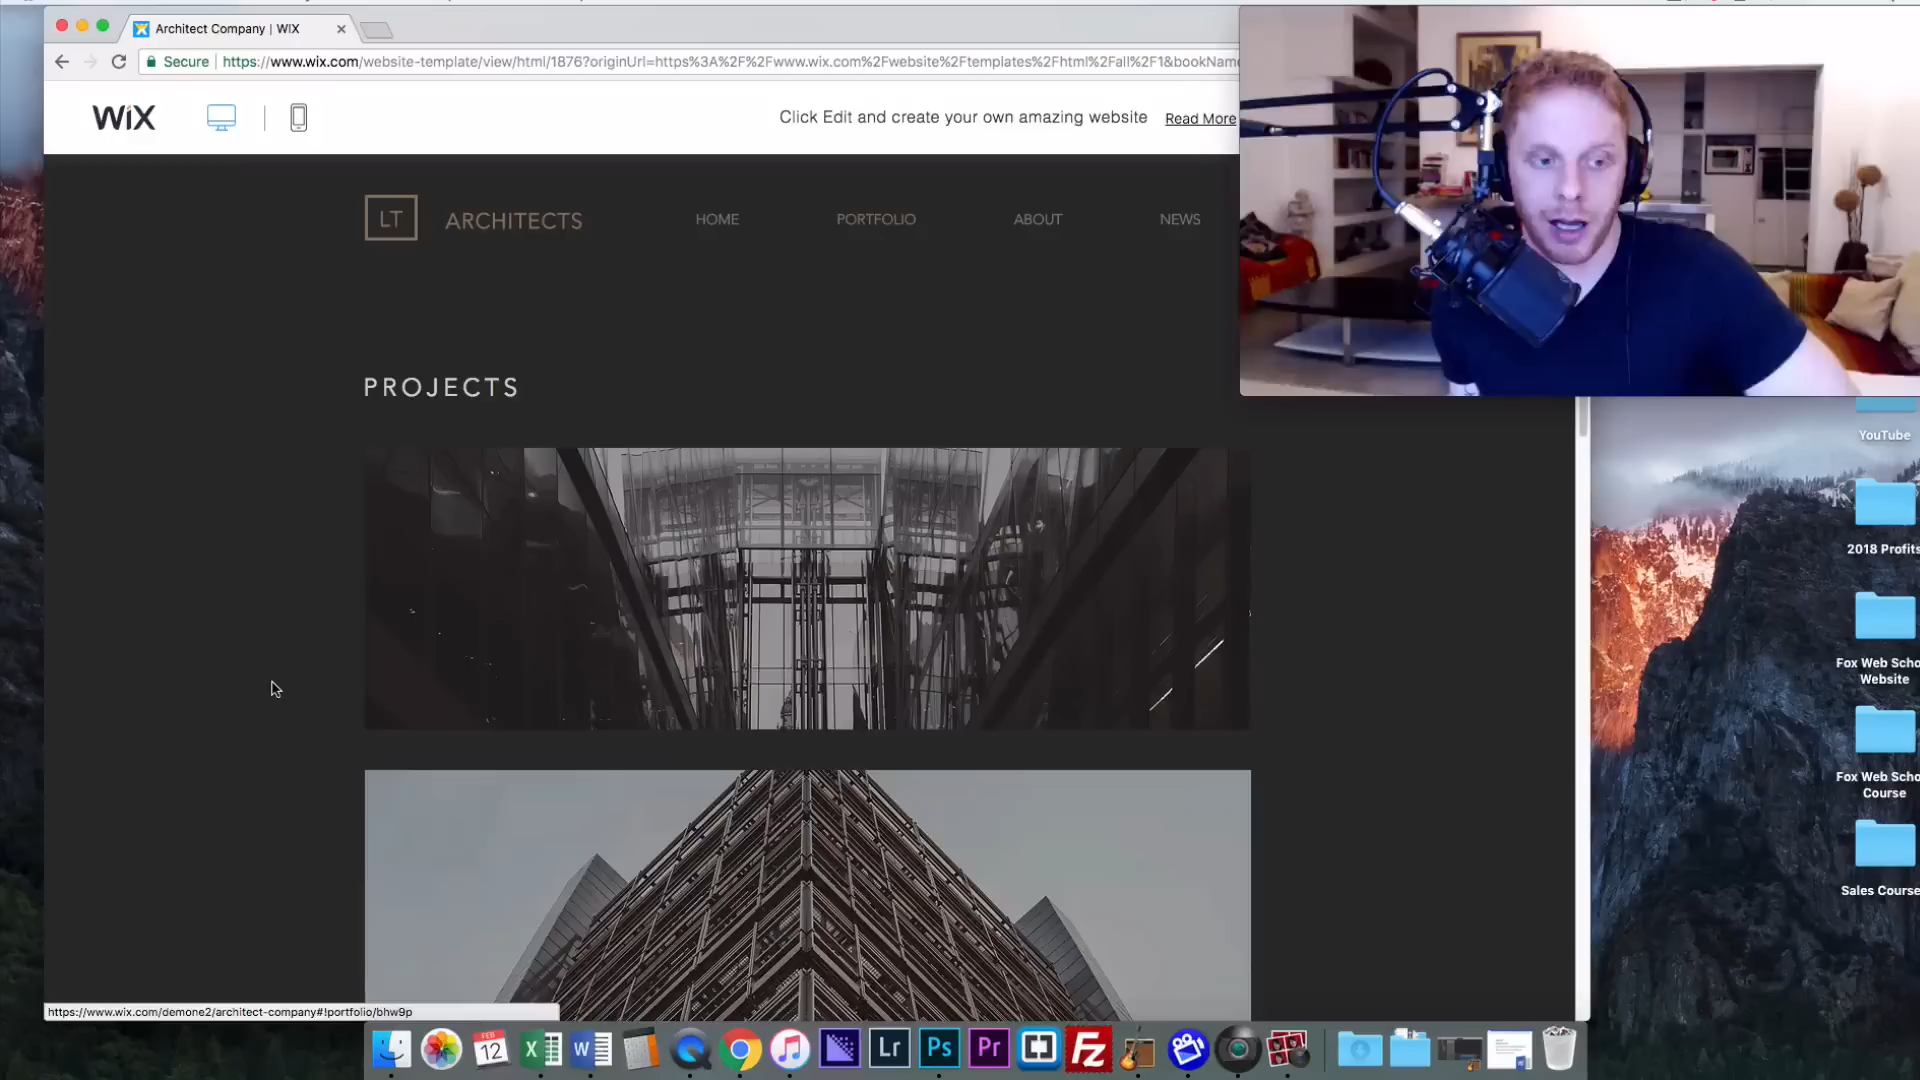 Architect Company | WIX
Secure https://www.wix.com/website-template/view/html/1876?originUrl=https%3A%2F%2Fwww.wix.com%2Fwebsite%2Ftemplates%2Fhtml%2Fall%2F1&bookName
WiX
Click Edit and create your own amazing website Read More
LT ARCHITECTS HOME PORTFOLIO ABOUT NEWS
PROJECTS
YouTube
2018 Profits
Fox Web Scho
Website
Fox Web Scho
Course
Sales Course
https://www.wix.com/demone2/architect-company#!portfolio/bhw9p
FEB
12
X
W
Lr
Ps
Pr
Fz